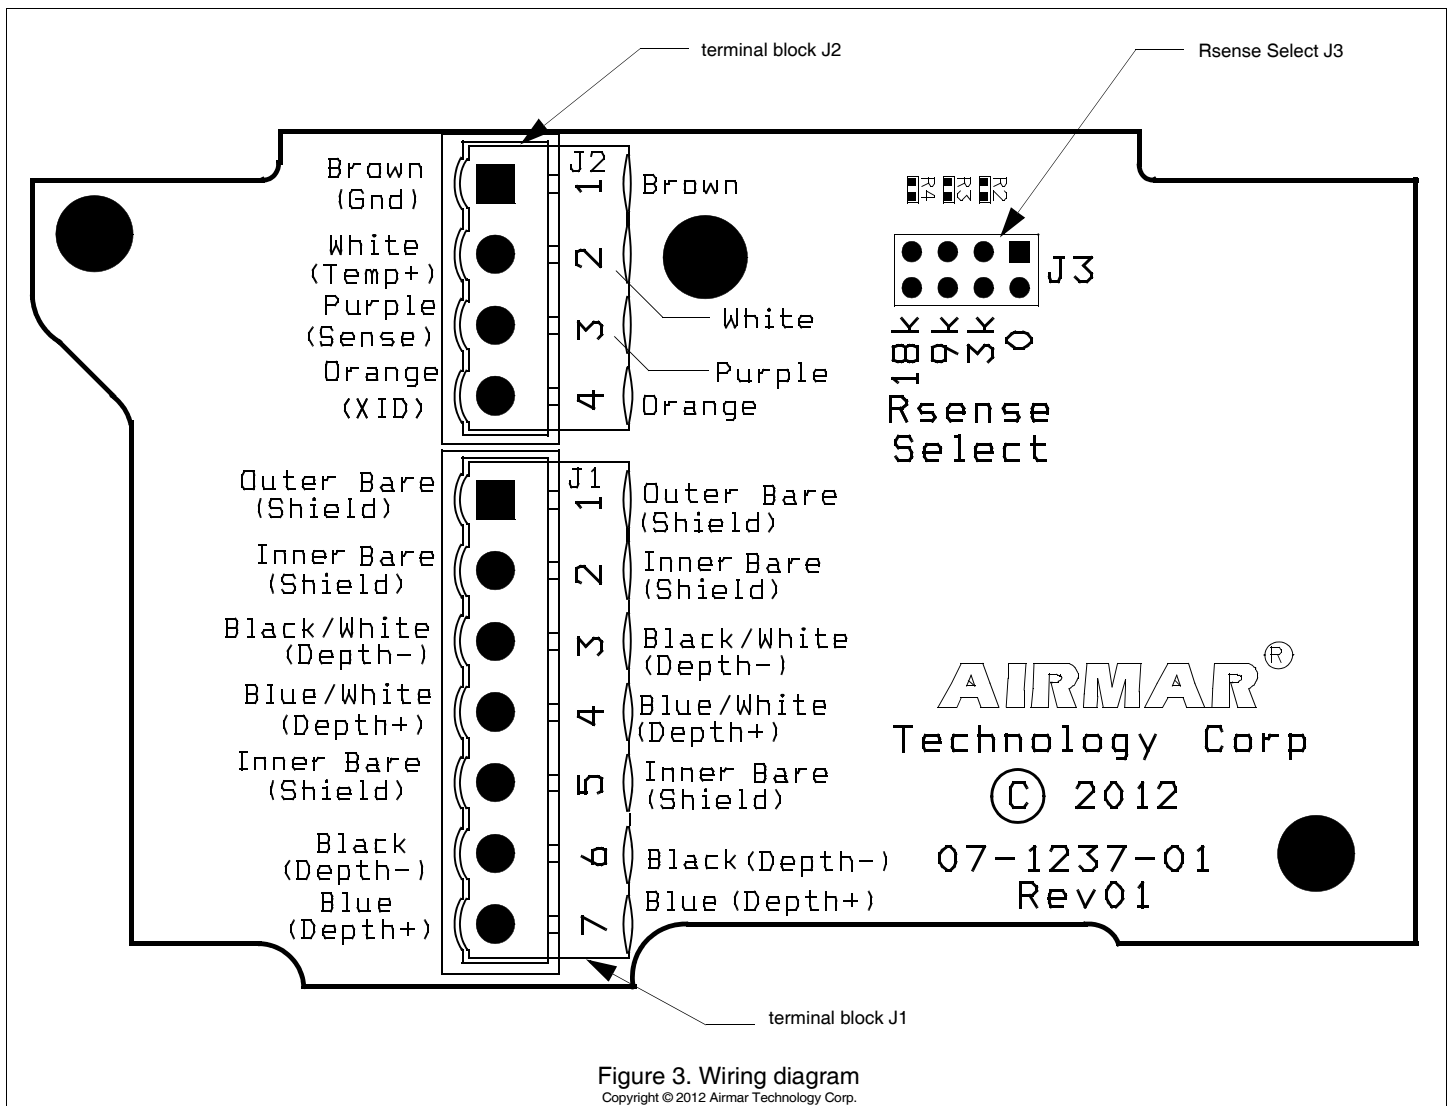 terminal block J2
Rsense Select J3
Brown
(Gnd)
White
(Temp+)
Purple
(Sense)
Orange
(XID)
J2
1
2
3
4
Brown
White
Purple
Orange
R4
R3
R2
J3
18k
9k
3k
0
Rsense
Select
Outer Bare
(Shield)
Inner Bare
(Shield)
Black/White
(Depth-)
Blue/White
(Depth+)
Inner Bare
(Shield)
Black
(Depth-)
Blue
(Depth+)
J1
1
2
3
4
5
6
7
Outer Bare
(Shield)
Inner Bare
(Shield)
Black/White
(Depth-)
Blue/White
(Depth+)
Inner Bare
(Shield)
Black(Depth-)
Blue (Depth+)
AIRMAR®
Technology Corp
© 2012
07-1237-01
Rev01
terminal block J1
Figure 3. Wiring diagram
Copyright © 2012 Airmar Technology Corp.